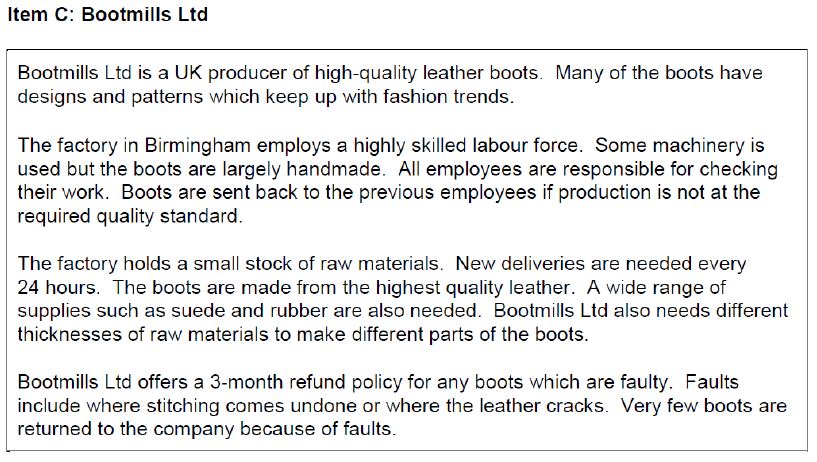 Item C: Bootmills Ltd
Bootmills Ltd is a UK producer of high-quality leather boots.  Many of the boots have
designs and patterns which keep up with fashion trends.
The factory in Birmingham employs a highly skilled labour force.  Some machinery is
used but the boots are largely handmade.  All employees are responsible for checking
their work.  Boots are sent back to the previous employees if production is not at the
required quality standard.
The factory holds a small stock of raw materials.  New deliveries are needed every
24 hours.  The boots are made from the highest quality leather.  A wide range of
supplies such as suede and rubber are also needed.  Bootmills Ltd also needs different
thicknesses of raw materials to make different parts of the boots.
Bootmills Ltd offers a 3-month refund policy for any boots which are faulty.  Faults
include where stitching comes undone or where the leather cracks.  Very few boots are
returned to the company because of faults.